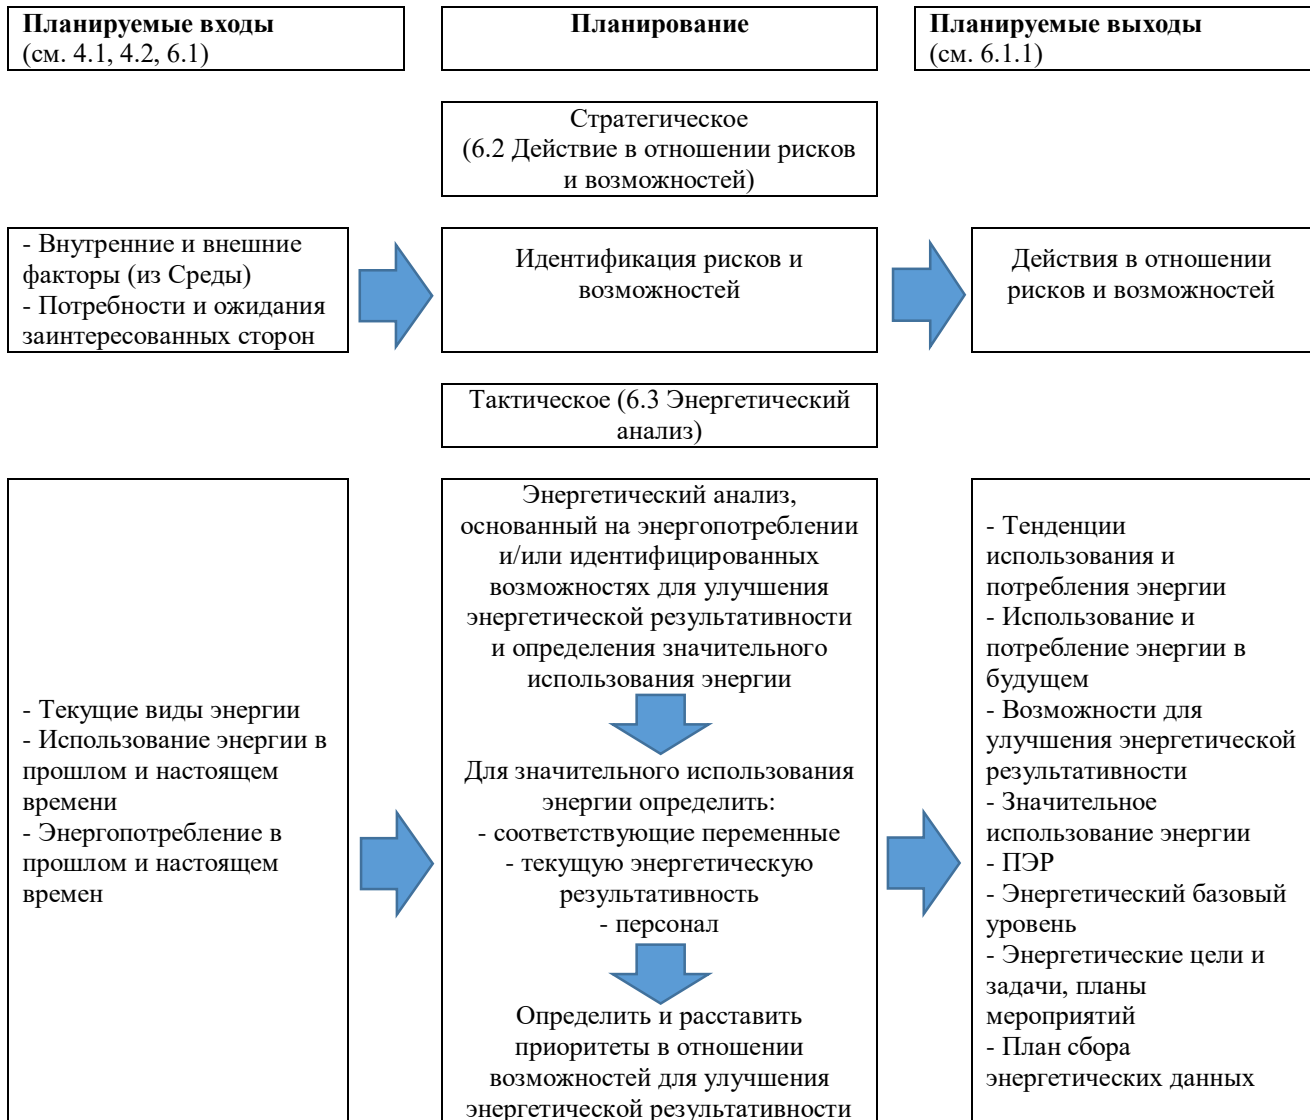 Планируемые входы
(см. 4.1, 4.2, 6.1)
Планирование
Планируемые выходы
(см. 6.1.1)
Стратегическое
(6.2 Действие в отношении рисков
и возможностей)
- Внутренние и внешние
факторы (из Среды)
- Потребности и ожидания
заинтересованных сторон
Идентификация рисков и
возможностей
Действия в отношении
рисков и возможностей
Тактическое (6.3 Энергетический
анализ)
- Текущие виды энергии
- Использование энергии в
прошлом и настоящем
времени
- Энергопотребление в
прошлом и настоящем
времен
Энергетический анализ,
основанный на энергопотреблении
и/или идентифицированных
возможностях для улучшения
энергетической результативности
и определения значительного
использования энергии
Для значительного использования
энергии определить:
- соответствующие переменные
- текущую энергетическую
результативность
- персонал
Определить и расставить
приоритеты в отношении
возможностей для улучшения
энергетической результативности
- Тенденции
использования и
потребления энергии
- Использование и
потребление энергии в
будущем
- Возможности для
улучшения энергетической
результативности
- Значительное
использование энергии
- ПЭР
- Энергетический базовый
уровень
- Энергетические цели и
задачи, планы
мероприятий
- План сбора
энергетических данных